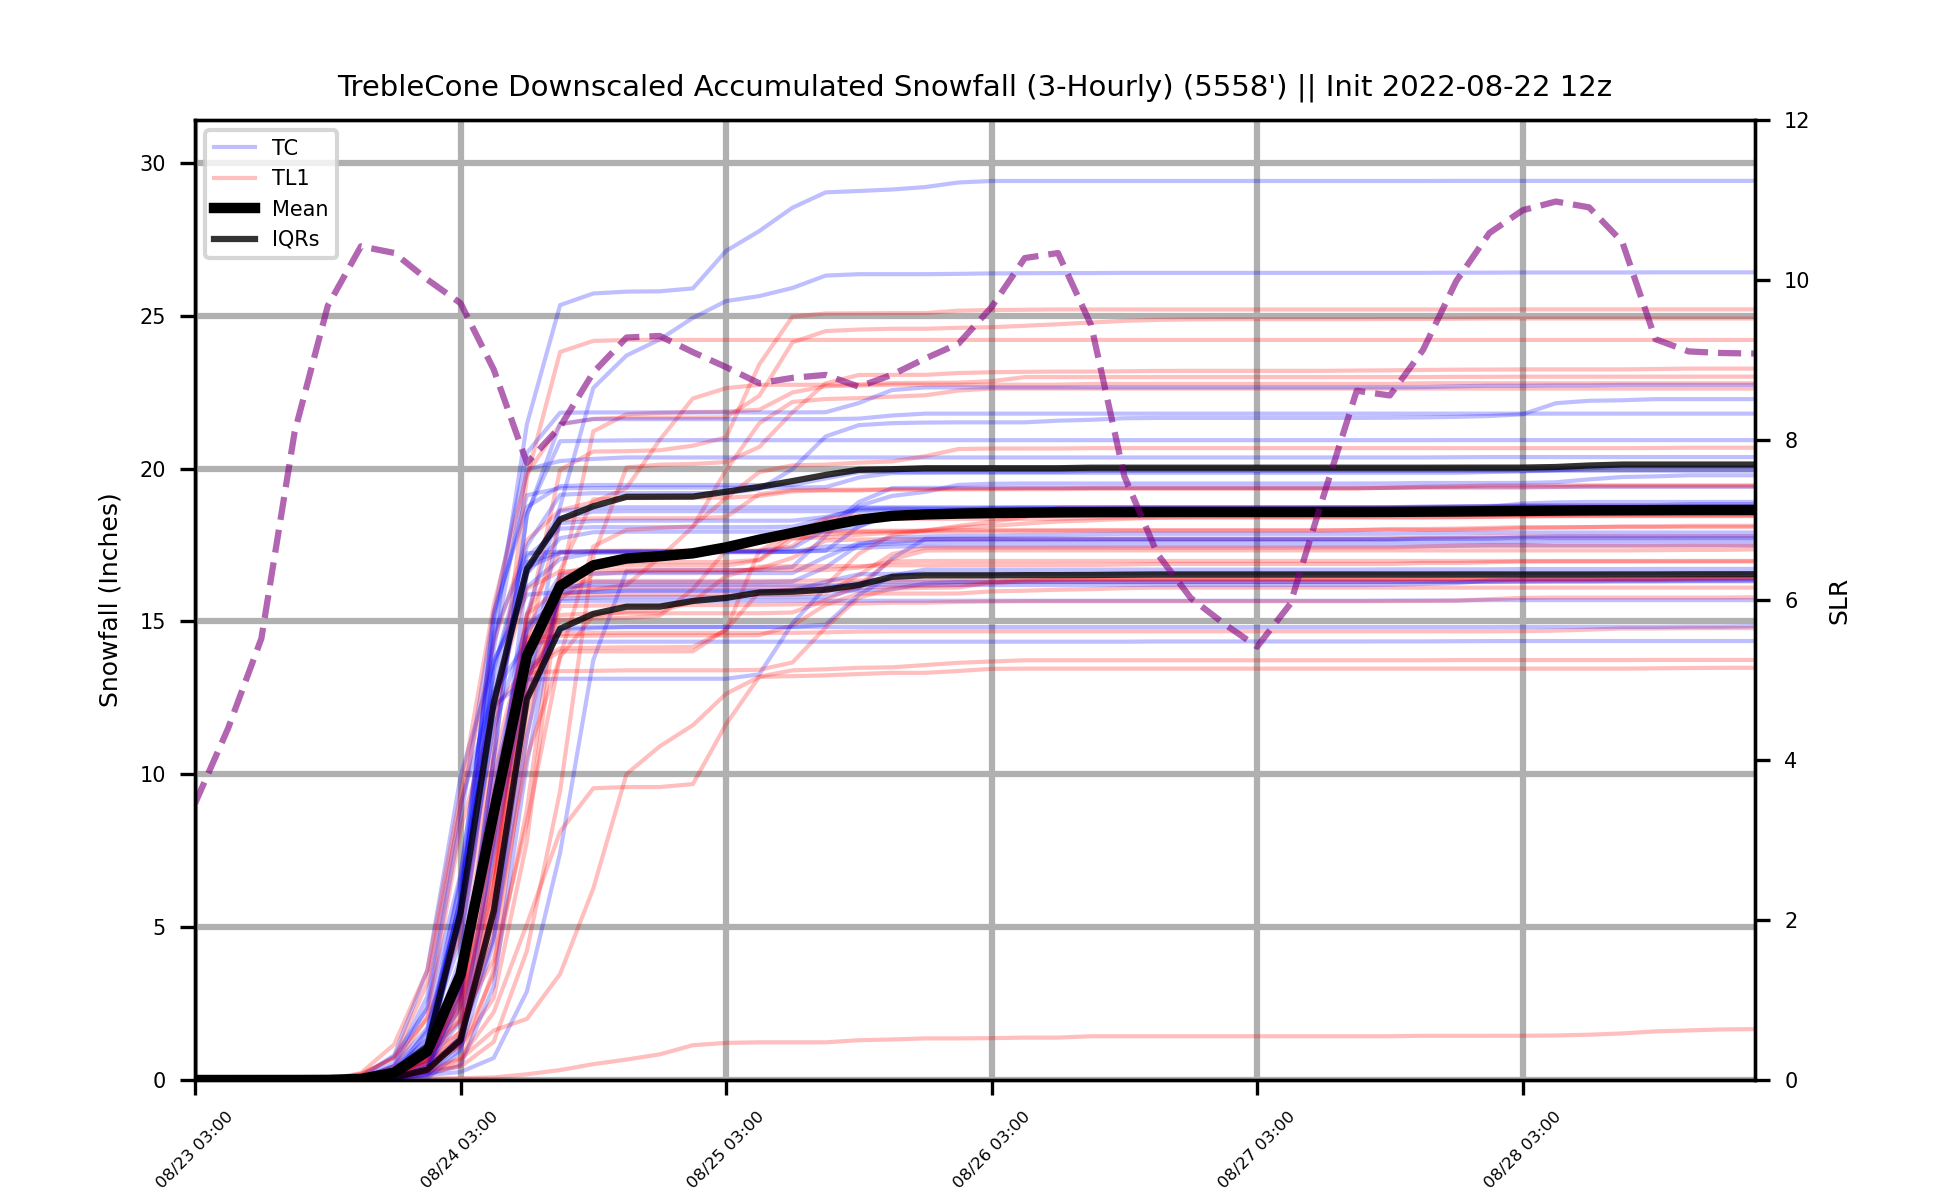 TrebleCone Downscaled Accumulated Snowfall (3-Hourly) (5558') || Init 2022-08-22 12z
TC
TL1
Mean
IQRs
30
25
20
15
10
5
0
Snowfall (Inches)
12
10
8
6
4
2
0
SLR
08/23 03:00
08/24 03:00
08/25 03:00
08/26 03:00
08/27 03:00
08/28 03:00